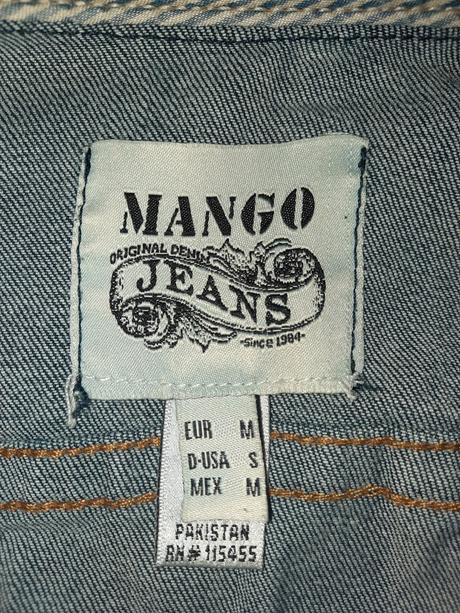 MANGO
ORIGINAL DENIM
JEANS
-Since 1984-
EUR M
D-USA S
MEX M
PAKISTAN
RN#115455